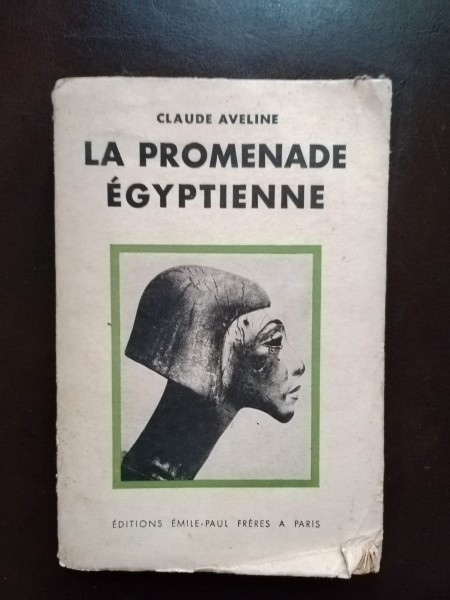 CLAUDE AVELINE
LA PROMENADE
ÉGYPTIENNE
ÉDITIONS ÉMILE-PAUL FRÈRES A PARIS